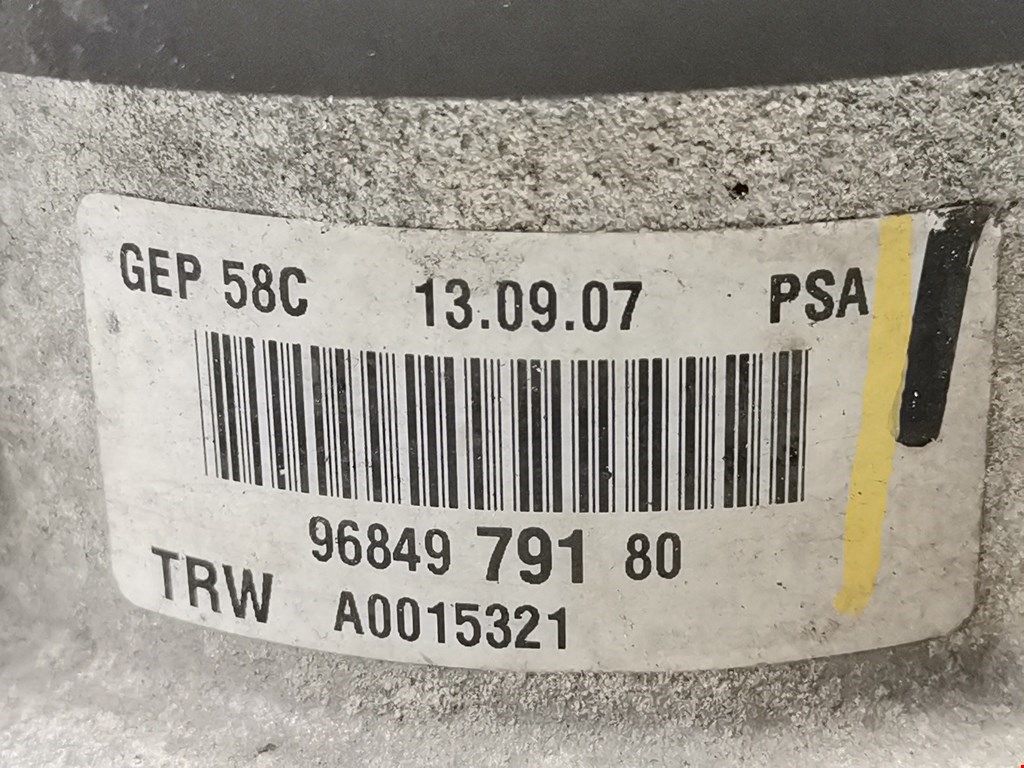 GEP 58C 13.09.07 PSA
96849 791 80
TRW A0015321